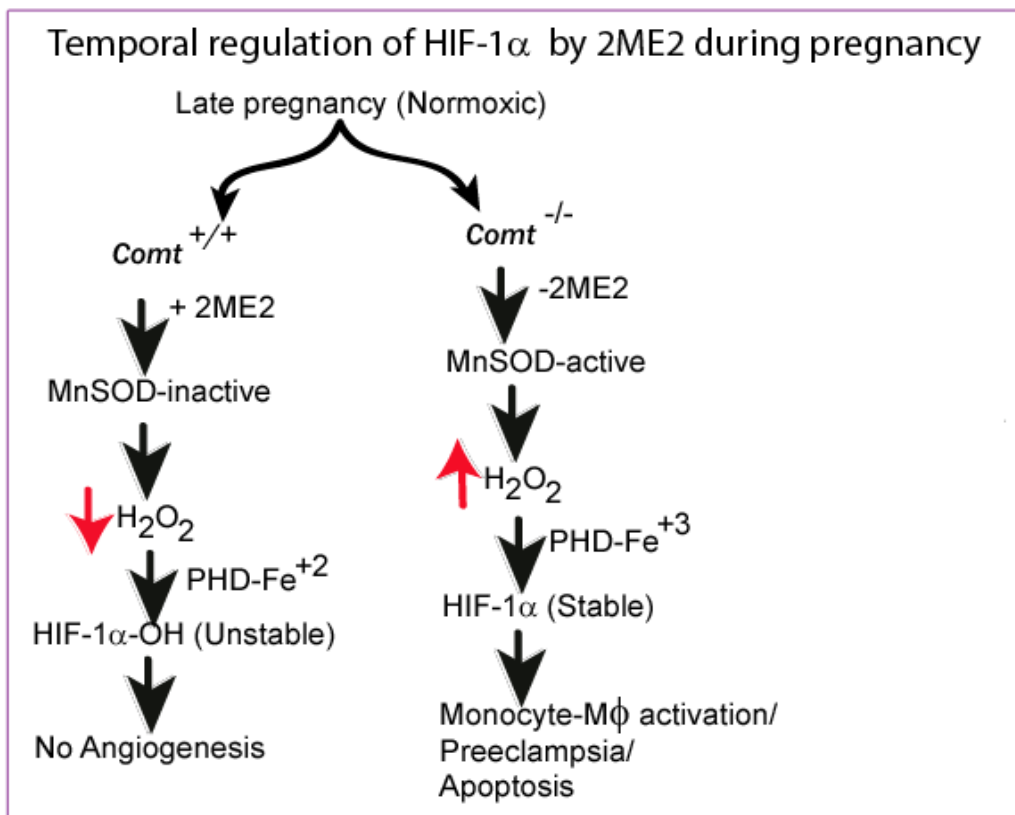 Temporal regulation of HIF-1α by 2ME2 during pregnancy
Late pregnancy (Normoxic)
Comt +/+
+ 2ME2
MnSOD-inactive
H2O2
PHD-Fe+2
HIF-1α-OH (Unstable)
No Angiogenesis
Comt -/-
-2ME2
MnSOD-active
H2O2
PHD-Fe+3
HIF-1α (Stable)
Monocyte-Mϕ activation/
Preeclampsia/
Apoptosis